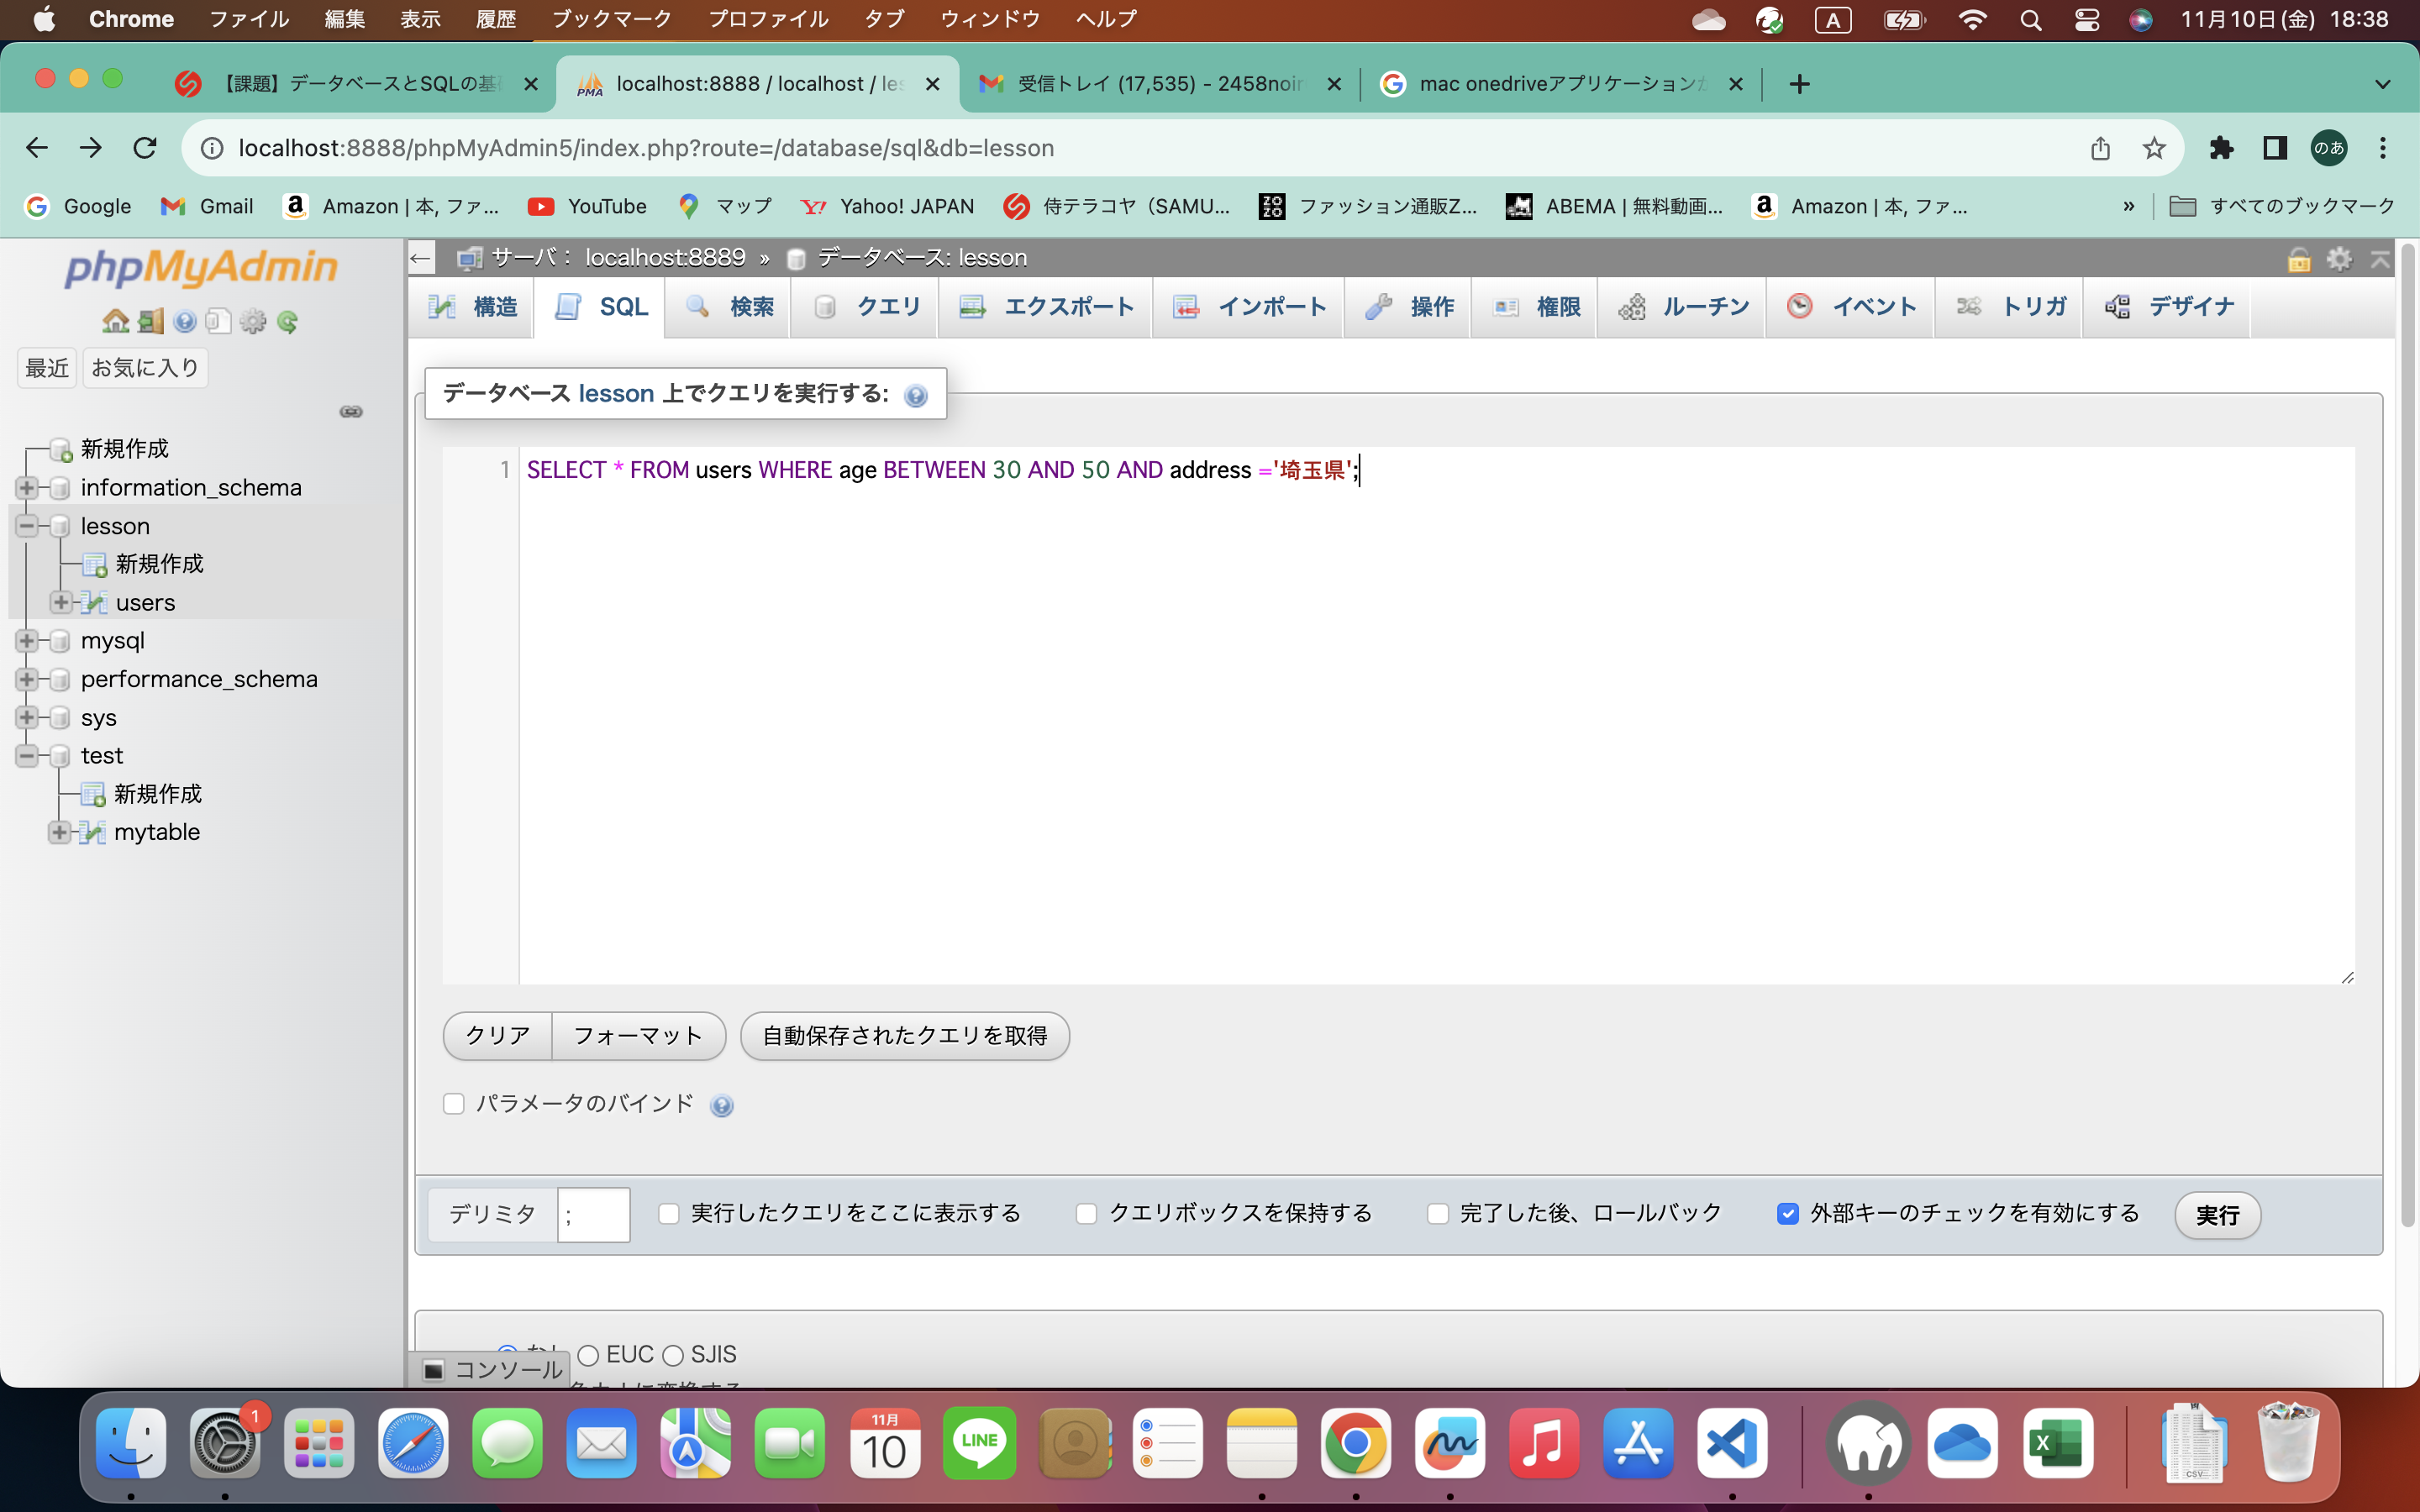 Chrome ファイル 編集 表示 履歴 ブックマーク プロファイル タブ ウィンドウ ヘルプ A 11月10日(金) 18:38
【課題】データベースとSQLの基 PMA localhost:8888 / localhost / les 受信トレイ (17,535) - 2458noir mac onedriveアプリケーションが
localhost:8888/phpMyAdmin5/index.php?route=/database/sql&db=lesson のあ
Google Gmail Amazon | 本, ファ... YouTube マップ Yahoo! JAPAN 侍テラコヤ（SAMU... ZOZO ファッション通販Z... ABEMA | 無料動画... Amazon | 本, ファ... » すべてのブックマーク
phpMyAdmin
最近 お気に入り
新規作成
information_schema
lesson
新規作成
users
mysql
performance_schema
sys
test
新規作成
mytable
サーバ： localhost:8889 » データベース: lesson
構造 SQL 検索 クエリ エクスポート インポート 操作 権限 ルーチン イベント トリガ デザイナ
データベース lesson 上でクエリを実行する:
1 SELECT * FROM users WHERE age BETWEEN 30 AND 50 AND address ='埼玉県';
クリア フォーマット 自動保存されたクエリを取得
パラメータのバインド
デリミタ ; 実行したクエリをここに表示する クエリボックスを保持する 完了した後、ロールバック 外部キーのチェックを有効にする 実行
EUC SJIS
コンソール
1 11月 10 LINE X CSV